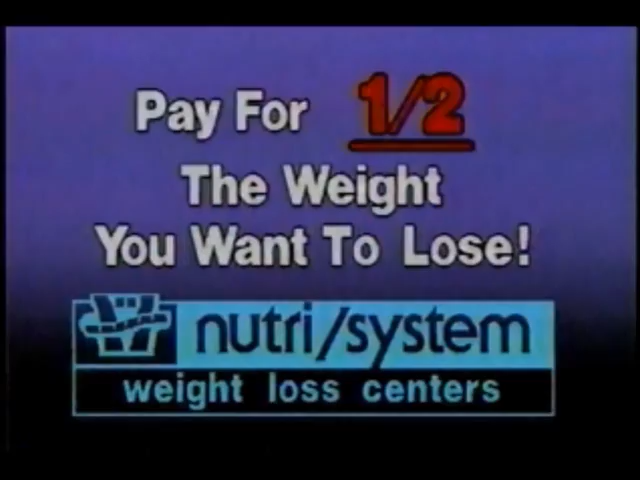 Pay For 1/2
The Weight
You Want To Lose!
nutri/system
weight loss centers